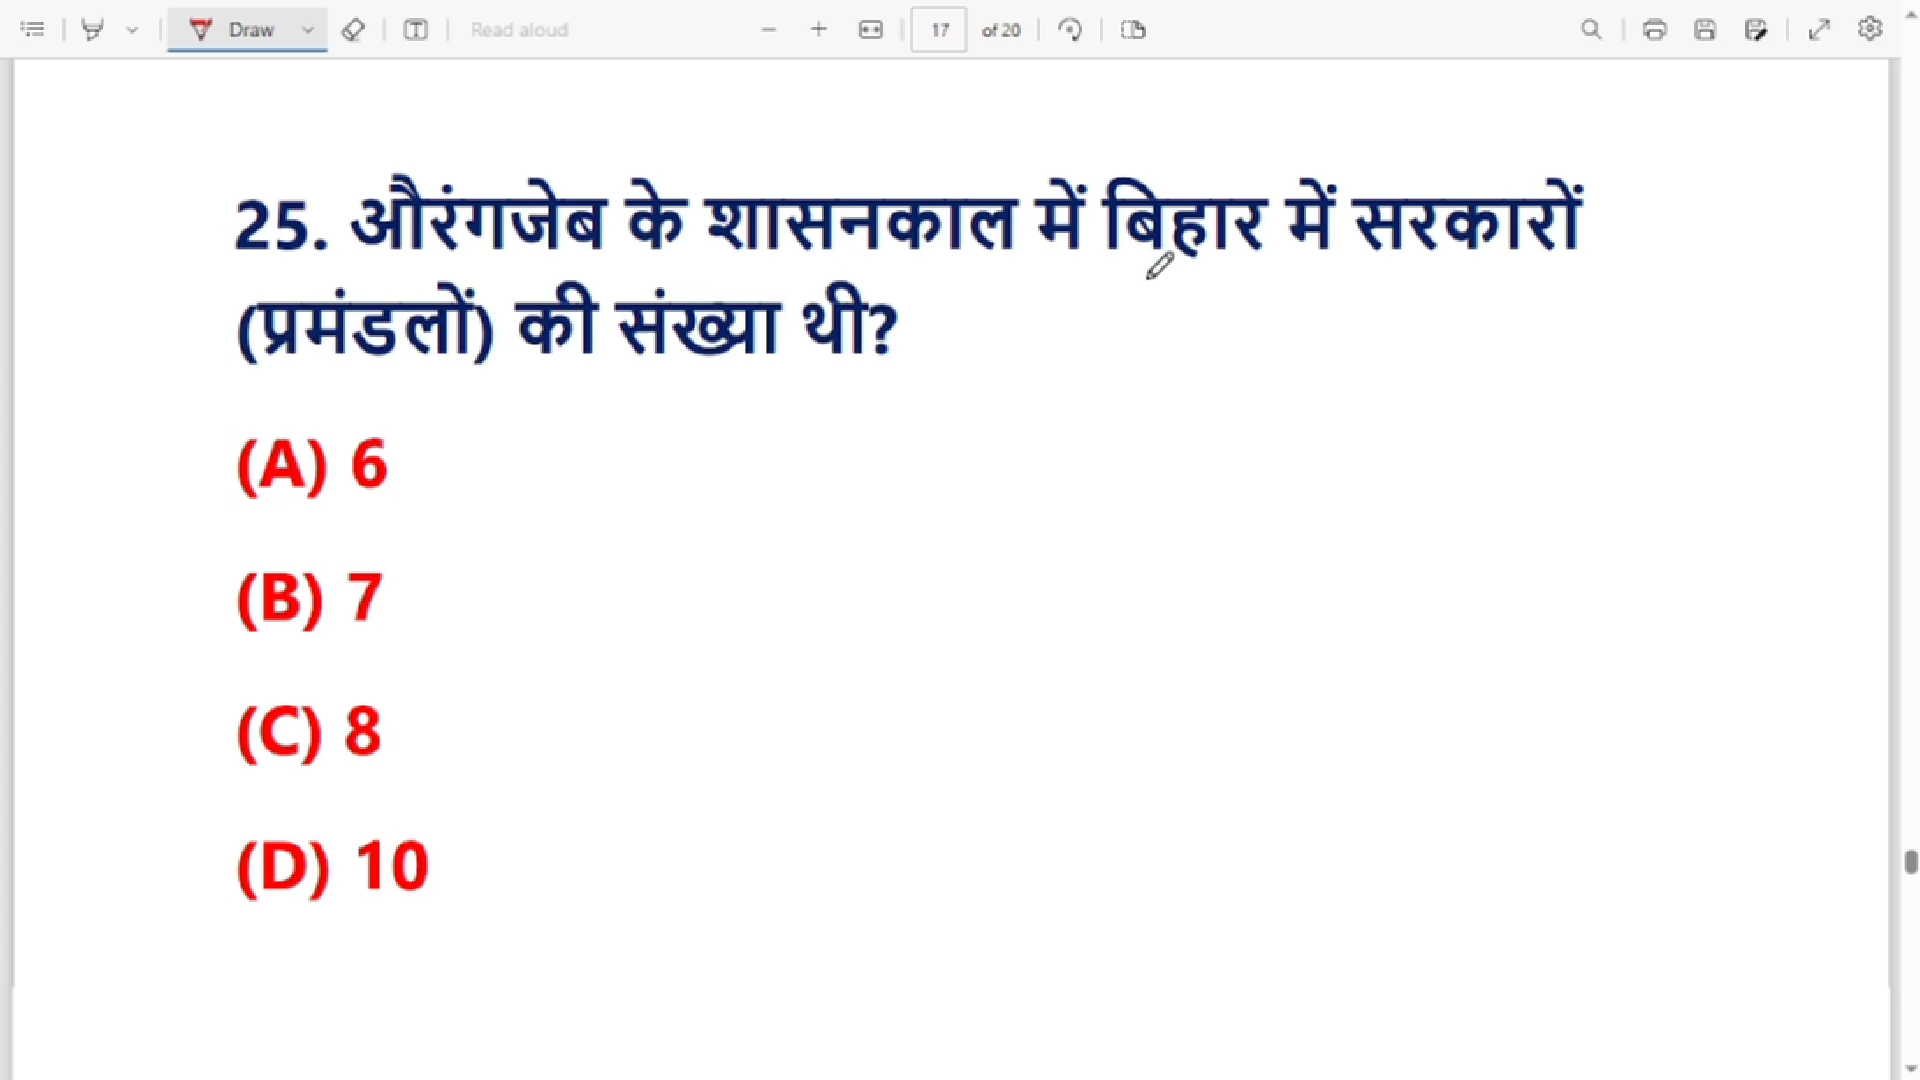 Draw
Read aloud
17 of 20
25. औरंगजेब के शासनकाल में बिहार में सरकारों
(प्रमंडलों) की संख्या थी?
(A) 6
(B) 7
(C) 8
(D) 10